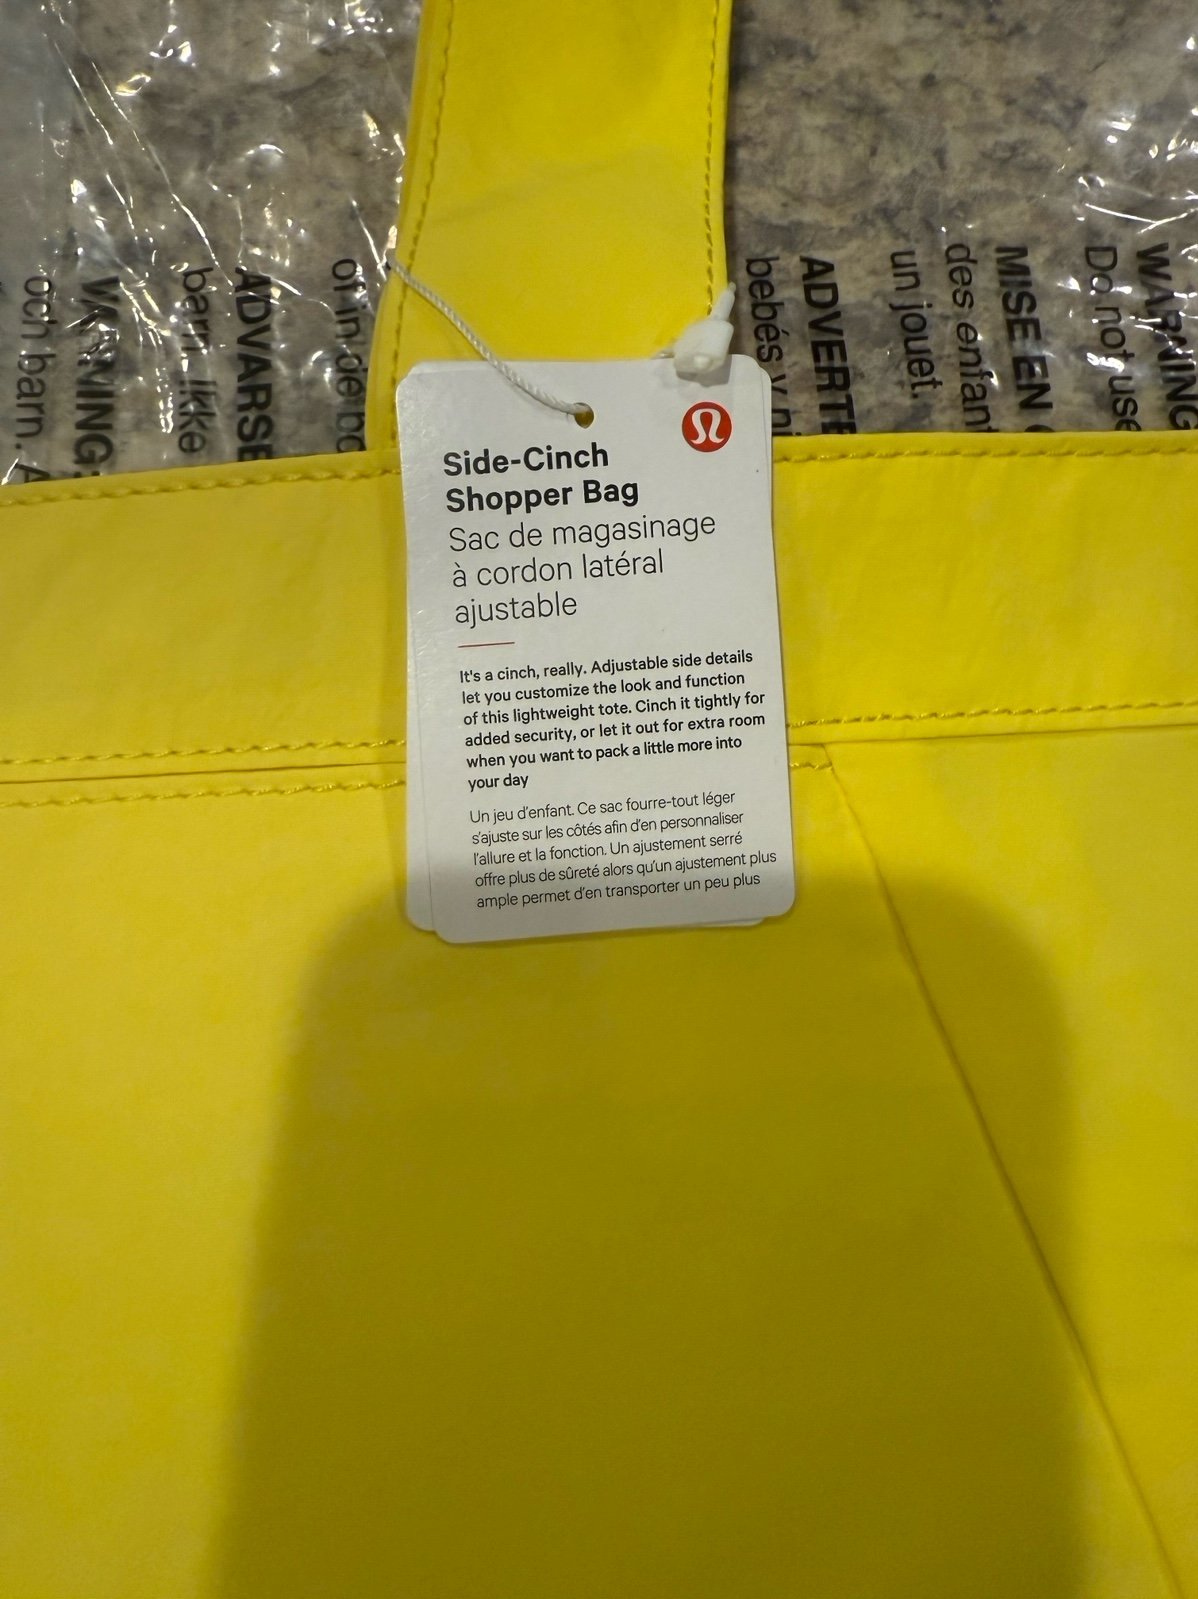 Side-Cinch
Shopper Bag
Sac de magasinage
à cordon latéral
ajustable
It's a cinch, really. Adjustable side details
let you customize the look and function
of this lightweight tote. Cinch it tightly for
added security, or let it out for extra room
when you want to pack a little more into
your day
Un jeu d'enfant. Ce sac fourre-tout léger
s'ajuste sur les côtés afin d'en personnaliser
l'allure et la fonction. Un ajustement serré
offre plus de sûreté alors qu'un ajustement plus
ample permet d'en transporter un peu plus
WARNING
Do not use
MISE EN
des enfant
un jouet.
ADVERTE
bebés y
of in de
ADVARSE
barn. Ikke
WARNING:
och barn.